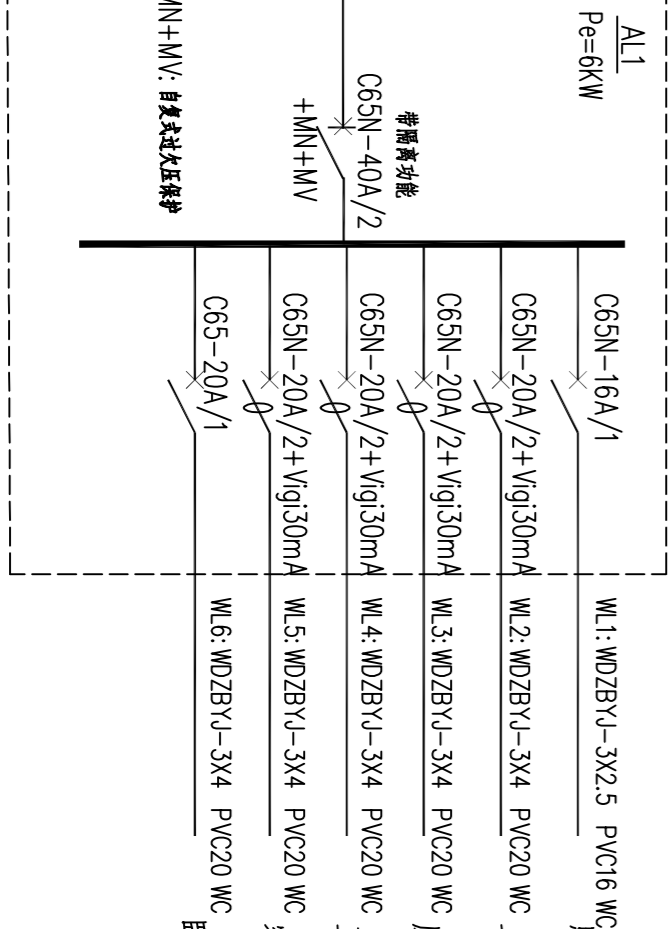 AL1
Pe=6KW
带隔离功能
C65N-40A/2
+MN+MV
MN+MV: 自复式过欠压保护
C65N-16A/1
WL1: WDZBYJ-3X2.5 PVC16 WC
C65N-20A/2+Vigi30mA
WL2: WDZBYJ-3X4 PVC20 WC
C65N-20A/2+Vigi30mA
WL3: WDZBYJ-3X4 PVC20 WC
C65N-20A/2+Vigi30mA
WL4: WDZBYJ-3X4 PVC20 WC
C65N-20A/2+Vigi30mA
WL5: WDZBYJ-3X4 PVC20 WC
C65-20A/1
WL6: WDZBYJ-3X4 PVC20 WC